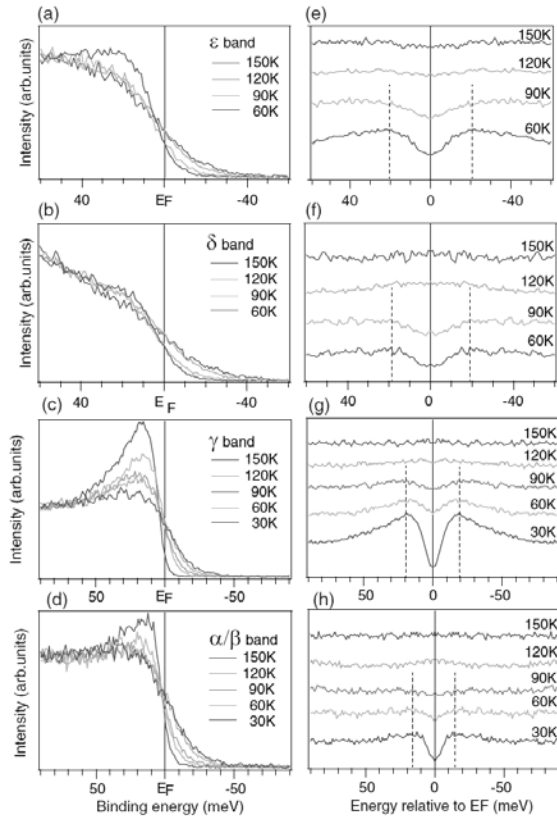 (a)
ε band
150K
120K
90K
60K
Intensity (arb.units)
40 EF -40
(b)
δ band
150K
120K
90K
60K
Intensity (arb.units)
40 EF -40
(c)
γ band
150K
120K
90K
60K
30K
Intensity (arb.units)
50 EF -50
(d)
α/β band
150K
120K
90K
60K
30K
Intensity (arb.units)
50 EF -50
Binding energy (meV)
(e)
150K
120K
90K
60K
40 0 -40
(f)
150K
120K
90K
60K
40 0 -40
(g)
150K
120K
90K
60K
30K
50 0 -50
(h)
150K
120K
90K
60K
30K
50 0 -50
Energy relative to EF (meV)